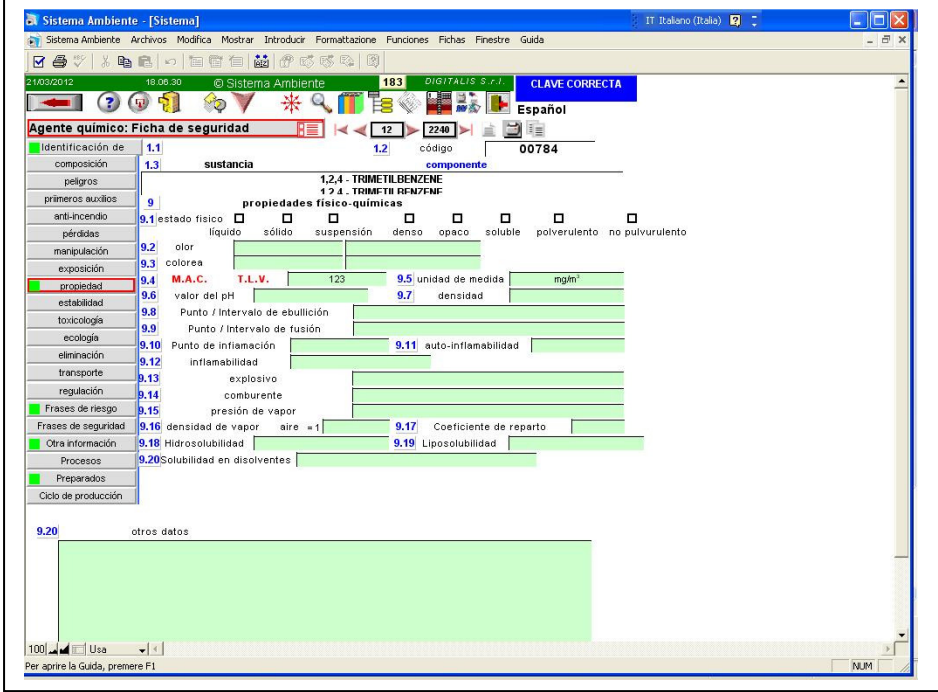 Sistema Ambiente - [Sistema] IT Italiano (Italia)
Sistema Ambiente Archivos Modifica Mostrar Introducir Formattazione Funciones Fichas Finestre Guida
21/03/2012 18.06.30 © Sistema Ambiente 183 DIGITALIS S.r.l. CLAVE CORRECTA
Español
Agente químico: Ficha de seguridad 12 2240
Identificación de 1.1 1.2 código 00784
composición 1.3 sustancia componente
peligros 1,2,4 - TRIMETILBENZENE
1,2,4 - TRIMETILBENZENE
priimeros auxilios 9 propiedades físico-químicas
anti-incendio 9.1 estado fisico
pérdidas líquido sólido suspensión denso opaco soluble polverulento no pulvurulento
manipulación 9.2 olor
exposición 9.3 colorea
propiedad 9.4 M.A.C. T.L.V. 123 9.5 unidad de medida mg/m³
estabilidad 9.6 valor del pH 9.7 densidad
toxicología 9.8 Punto / Intervalo de ebullición
9.9 Punto / Intervalo de fusión
ecología 9.10 Punto de infiamación 9.11 auto-inflamabilidad
eliminación 9.12 inflamabilidad
transporte 9.13 explosivo
regulación 9.14 comburente
Frases de riesgo 9.15 presión de vapor
Frases de seguridad 9.16 densidad de vapor aire =1 9.17 Coeficiente de reparto
Otra información 9.18 Hidrosolubilidad 9.19 Liposolubilidad
Procesos 9.20 Solubilidad en disolventes
Preparados
Ciclo de producción
9.20 otros datos
100 Usa
Per aprire la Guida, premere F1 NUM